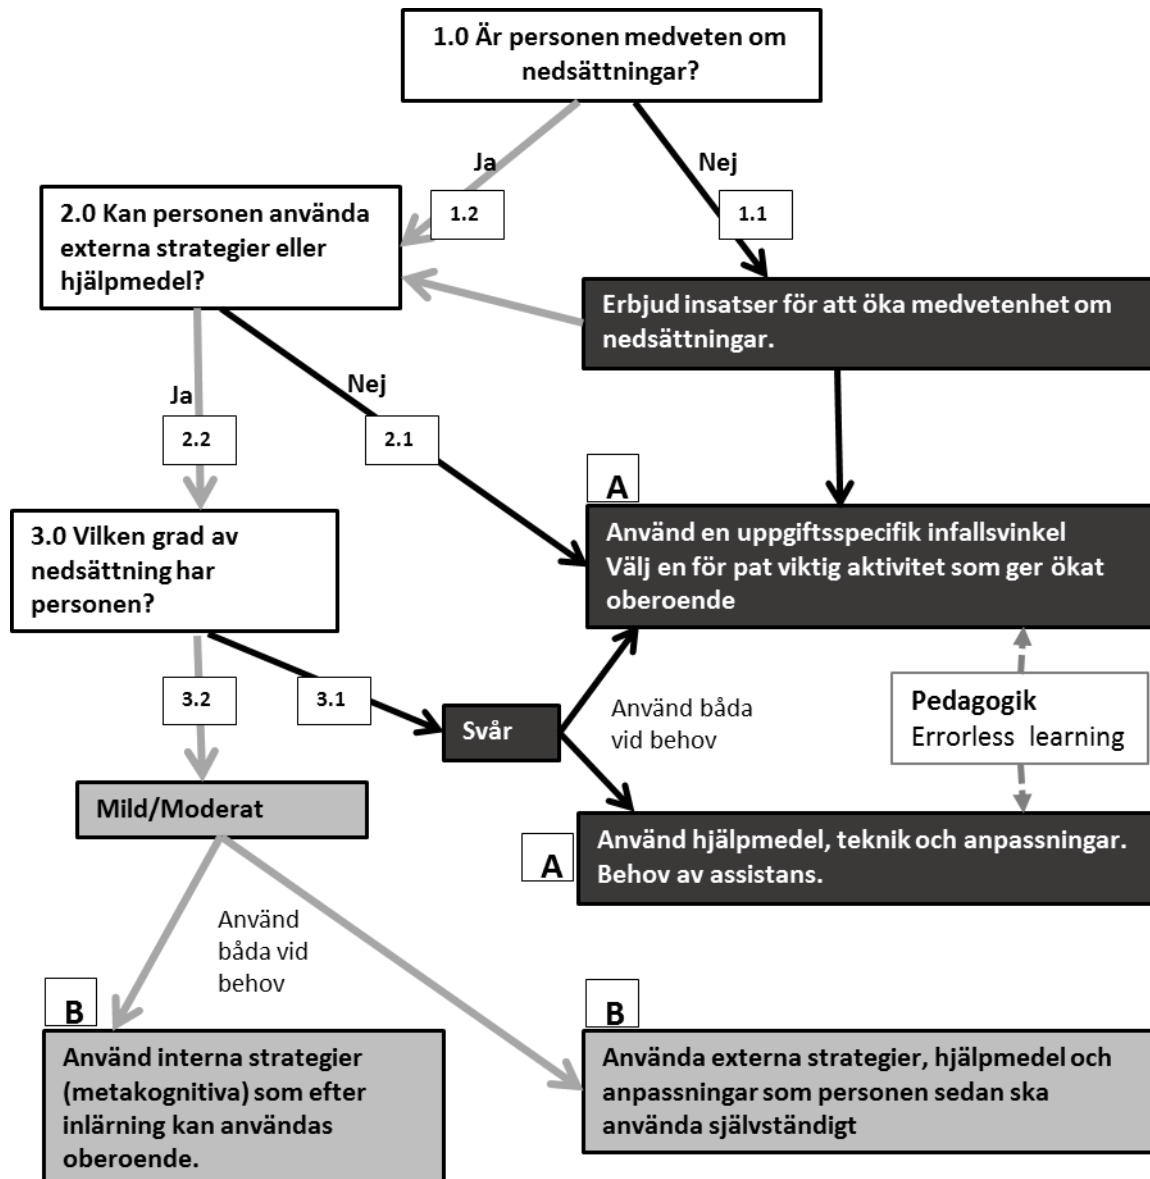 1.0 Är personen medveten om
nedsättningar?
Ja
Nej
1.2
1.1
2.0 Kan personen använda
externa strategier eller
hjälpmedel?
Erbjud insatser för att öka medvetenhet om
nedsättningar.
Ja
Nej
2.2
2.1
A
Använd en uppgiftsspecifik infallsvinkel
Välj en för pat viktig aktivitet som ger ökat
oberoende
3.0 Vilken grad av
nedsättning har
personen?
3.2
3.1
Svår
Använd båda
vid behov
Pedagogik
Errorless learning
Mild/Moderat
A
Använd hjälpmedel, teknik och anpassningar.
Behov av assistans.
Använd
båda vid
behov
B
Använd interna strategier
(metakognitiva) som efter
inlärning kan användas
oberoende.
B
Använda externa strategier, hjälpmedel och
anpassningar som personen sedan ska
använda självständigt